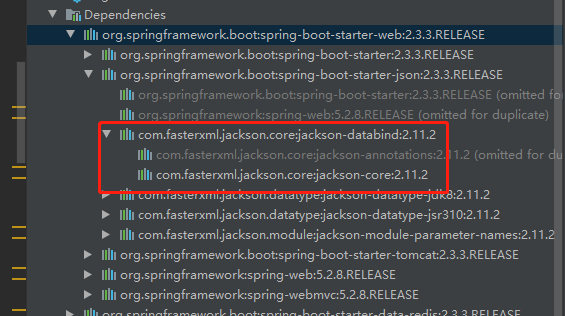 Dependencies
org.springframework.boot:spring-boot-starter-web:2.3.3.RELEASE
org.springframework.boot:spring-boot-starter:2.3.3.RELEASE
org.springframework.boot:spring-boot-starter-json:2.3.3.RELEASE
org.springframework.boot:spring-boot-starter:2.3.3.RELEASE (omitted for
org.springframework:spring-web:5.2.8.RELEASE (omitted for duplicate)
com.fasterxml.jackson.core:jackson-databind:2.11.2
com.fasterxml.jackson.core:jackson-annotations:2.11.2 (omitted for du
com.fasterxml.jackson.core:jackson-core:2.11.2
com.fasterxml.jackson.datatype:jackson-datatype-jdk8:2.11.2
com.fasterxml.jackson.datatype:jackson-datatype-jsr310:2.11.2
com.fasterxml.jackson.module:jackson-module-parameter-names:2.11.2
org.springframework.boot:spring-boot-starter-tomcat:2.3.3.RELEASE
org.springframework:spring-web:5.2.8.RELEASE
org.springframework:spring-webmvc:5.2.8.RELEASE
org.springframework.boot:spring-boot-starter-data-redis:2.3.3.RELEASE